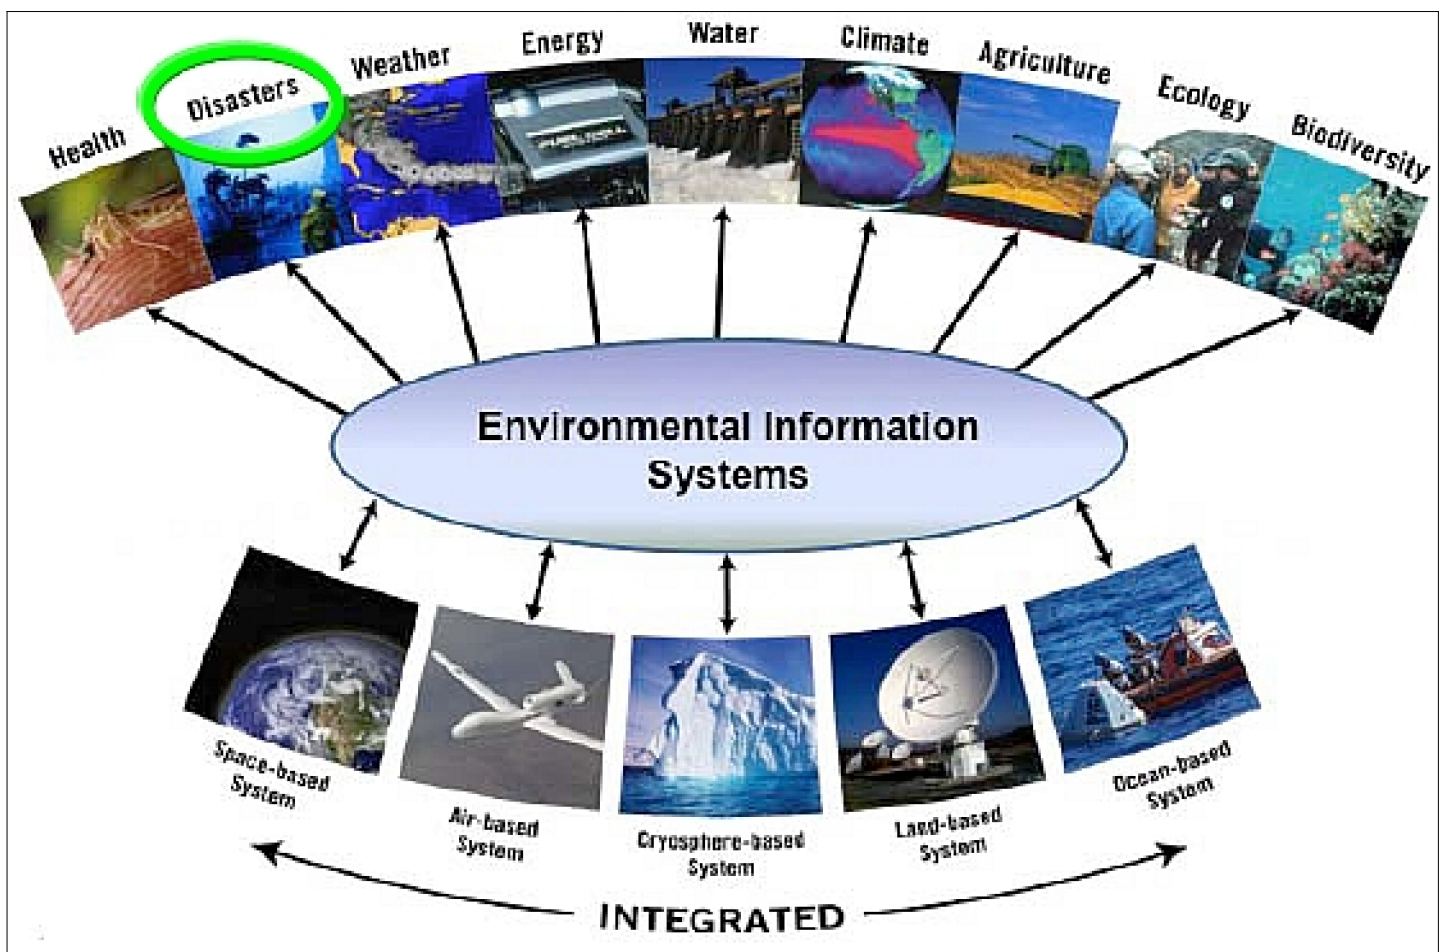 Health
Disasters
Weather
Energy
Water
Climate
Agriculture
Ecology
Biodiversity
Environmental Information
Systems
Space-based
System
Air-based
System
Cryosphere-based
System
Land-based
System
Ocean-based
System
INTEGRATED